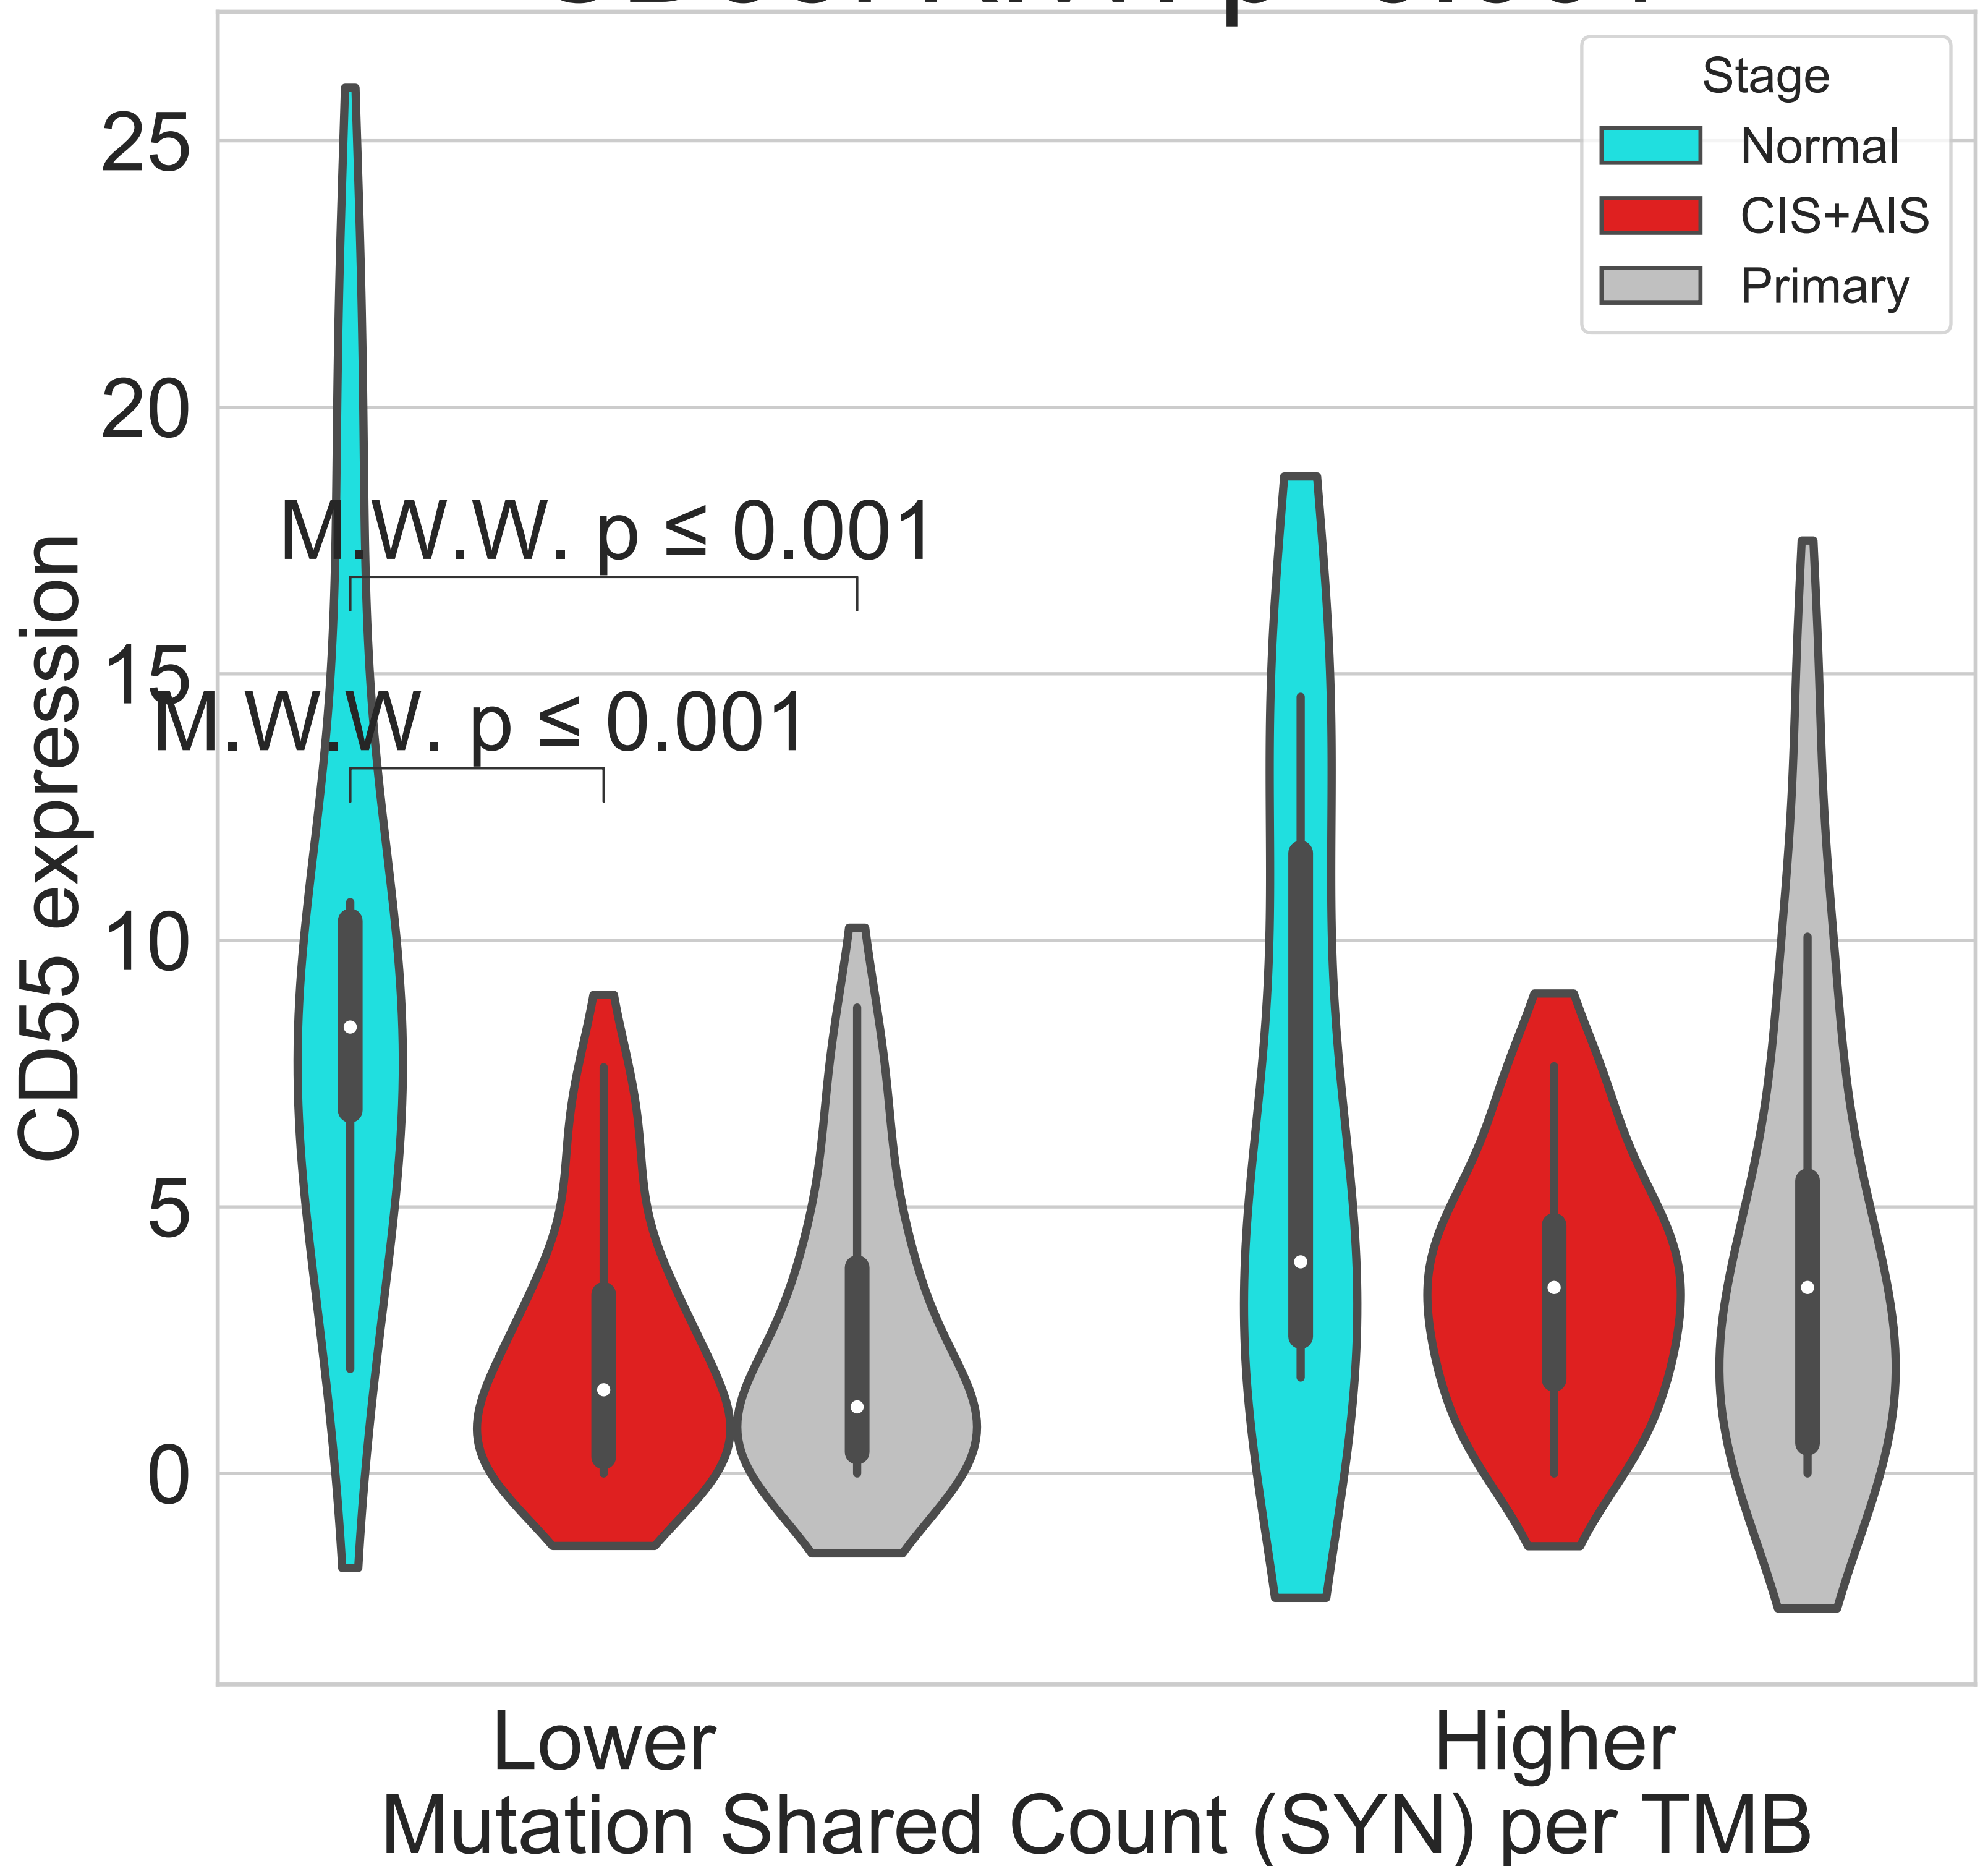 Stage
Normal
CIS+AIS
Primary
25
20
15
10
5
0
CD55 expression
M.W.W. p ≤ 0.001
M.W.W. p ≤ 0.001
Lower
Higher
Mutation Shared Count (SYN) per TMB